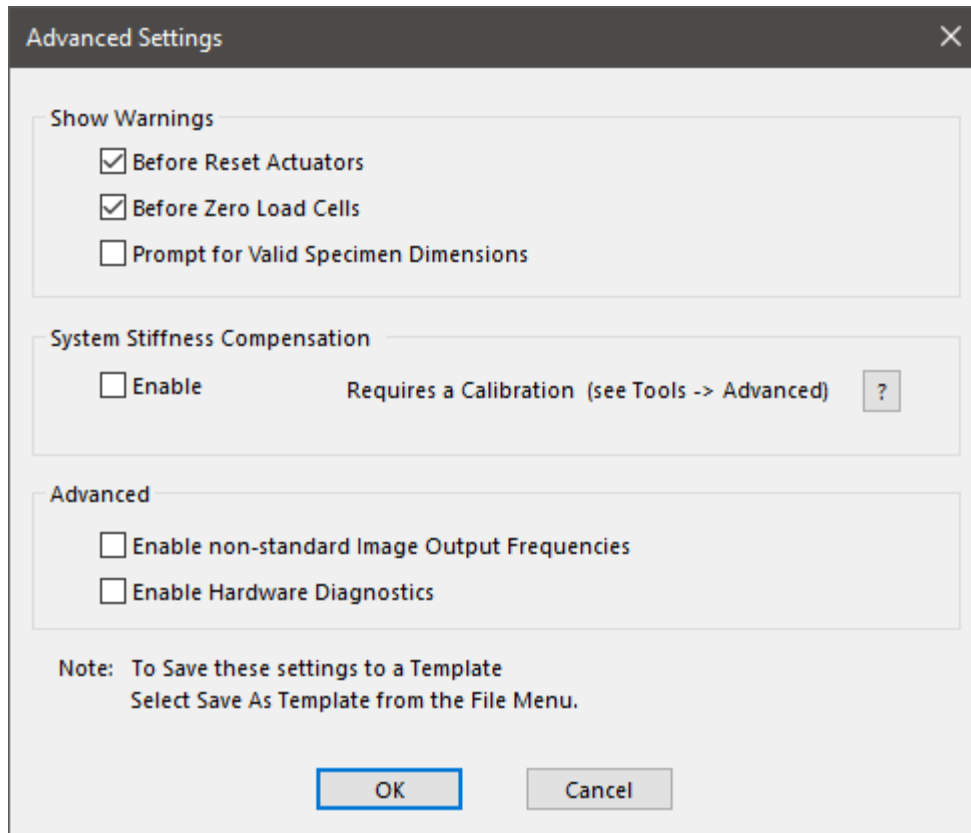 Advanced Settings
Show Warnings
Before Reset Actuators
Before Zero Load Cells
Prompt for Valid Specimen Dimensions
System Stiffness Compensation
Enable Requires a Calibration (see Tools -> Advanced) ?
Advanced
Enable non-standard Image Output Frequencies
Enable Hardware Diagnostics
Note: To Save these settings to a Template
Select Save As Template from the File Menu.
OK Cancel